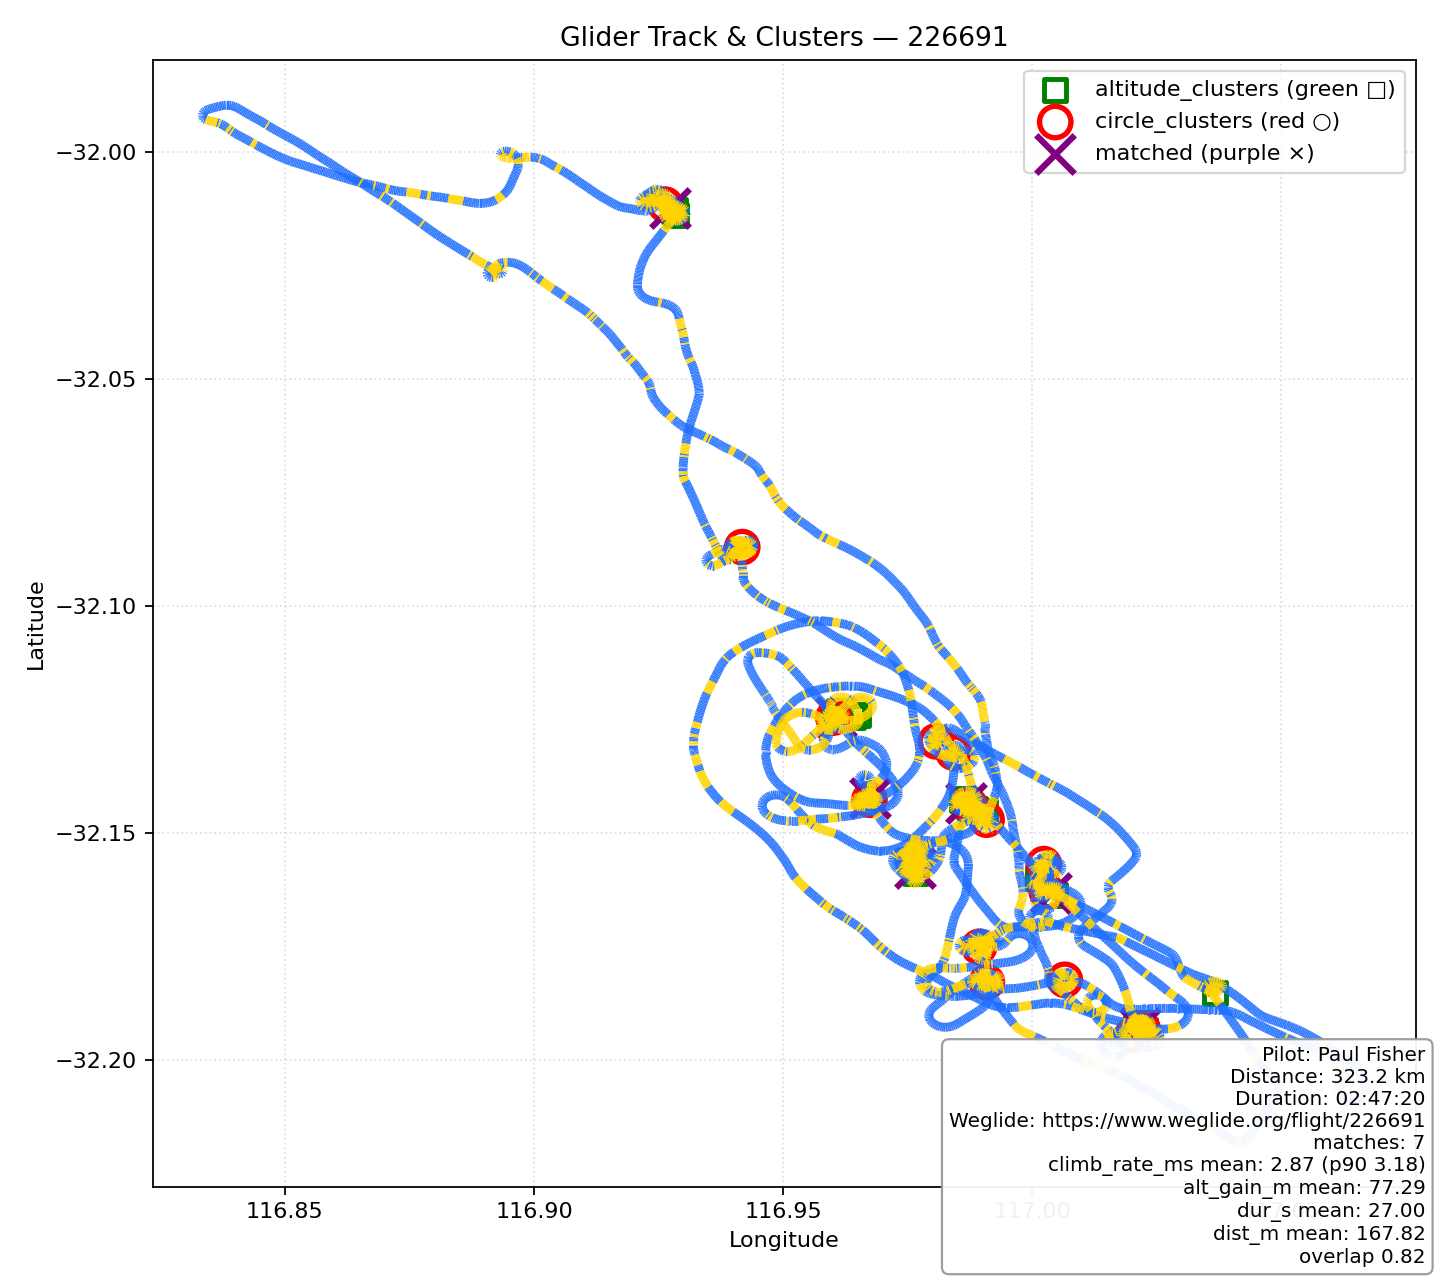 Glider Track & Clusters — 226691
altitude_clusters (green □)
circle_clusters (red ○)
matched (purple ×)
−32.00
−32.05
−32.10
−32.15
−32.20
Latitude
116.85
116.90
116.95
117.00
Longitude
Pilot: Paul Fisher
Distance: 323.2 km
Duration: 02:47:20
Weglide: https://www.weglide.org/flight/226691
matches: 7
climb_rate_ms mean: 2.87 (p90 3.18)
alt_gain_m mean: 77.29
dur_s mean: 27.00
dist_m mean: 167.82
overlap 0.82